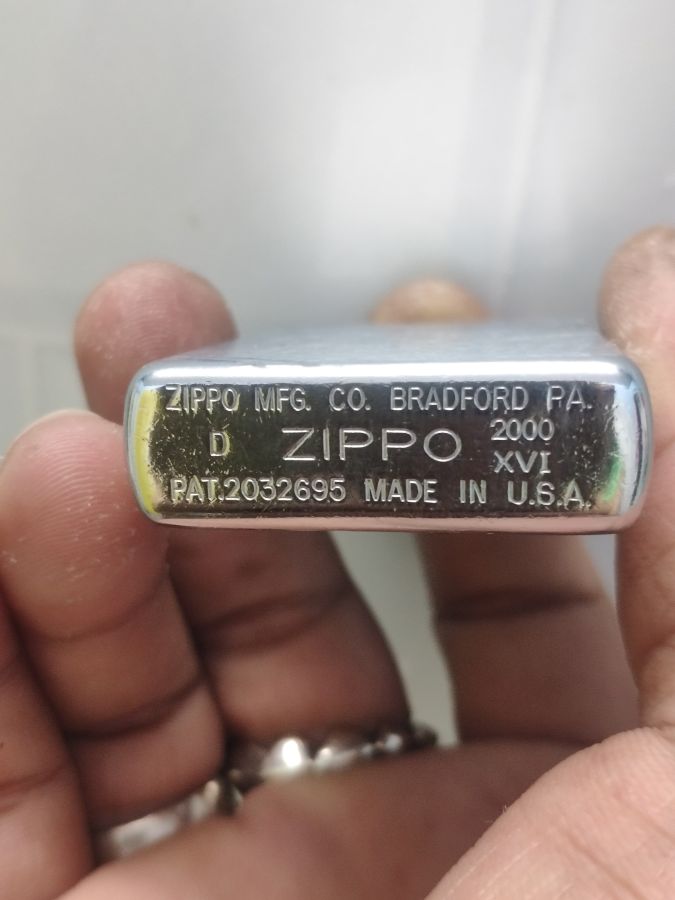 ZIPPO MFG. CO. BRADFORD PA.
D ZIPPO 2000
XVI
PAT.2032695 MADE IN U.S.A.